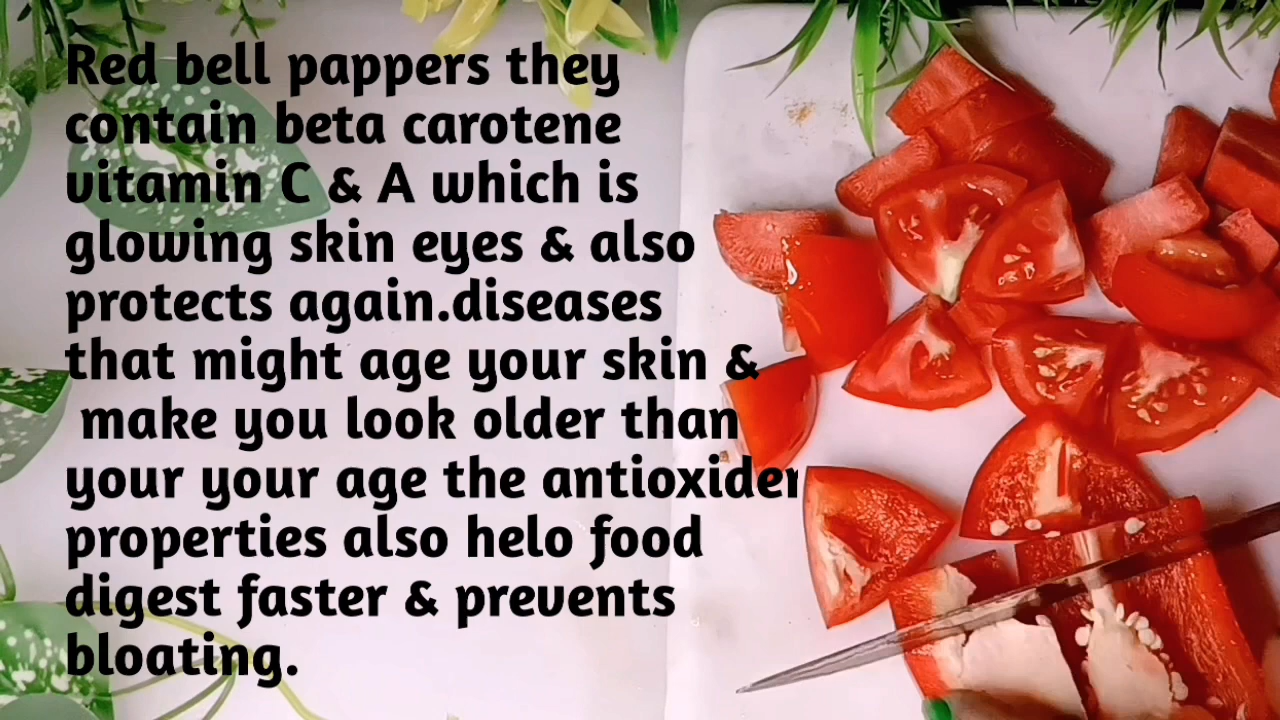 Red bell pappers they
contain beta carotene
vitamin C & A which is
glowing skin eyes & also
protects again.diseases
that might age your skin &
make you look older than
your your age the antioxider
properties also helo food
digest faster & prevents
bloating.